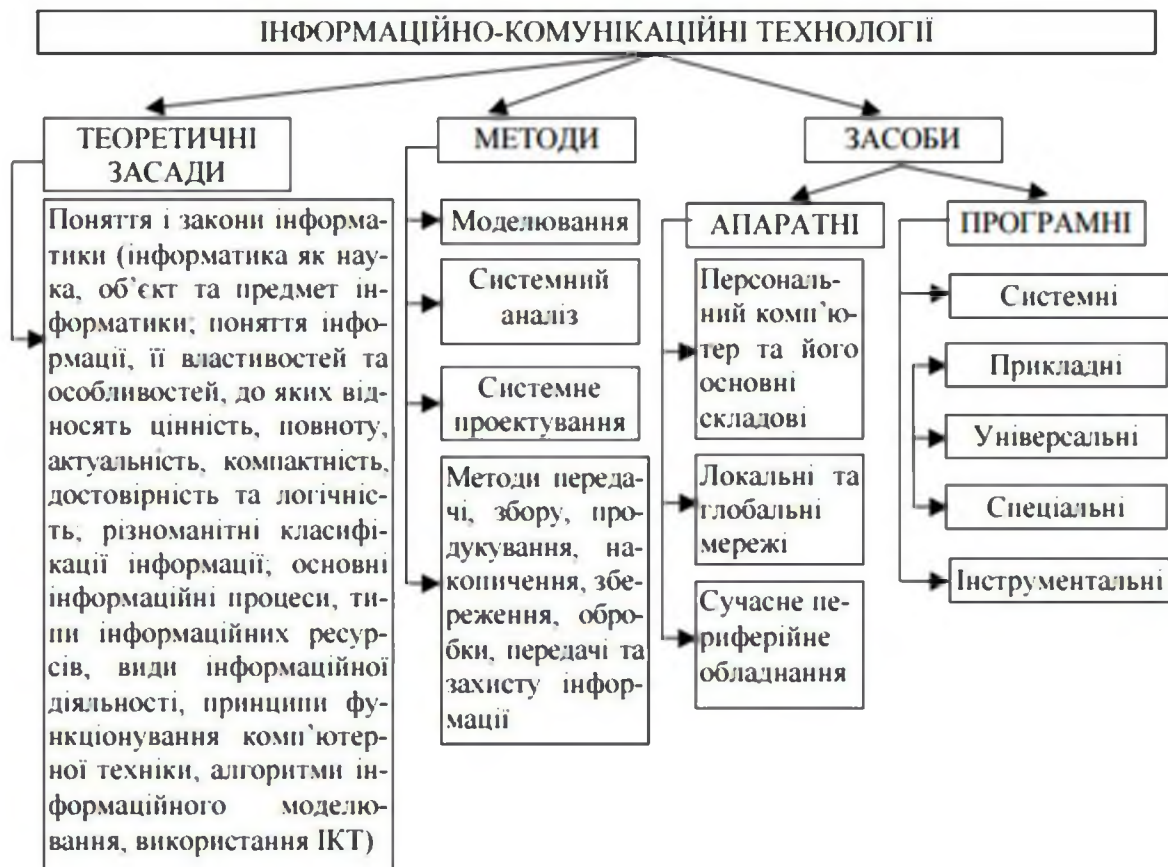 ІНФОРМАЦІЙНО-КОМУНІКАЦІЙНІ ТЕХНОЛОГІЇ
ТЕОРЕТИЧНІ
ЗАСАДИ
Поняття і закони інформа-
тики (інформатика як нау-
ка, об’єкт та предмет ін-
форматики; поняття інфо-
рмації, її властивостей та
особливостей, до яких від-
носять цінність, повноту,
актуальність, компактність,
достовірність та логічніс-
ть, різноманітні класифі-
кації інформації; основні
інформаційні процеси, ти-
пи інформаційних ресур-
сів, види інформаційної
діяльності, принципи фу-
нкціонування комп’ютер-
ної техніки, алгоритми ін-
формаційного моделю-
вання, використання ІКТ)
МЕТОДИ
Моделювання
Системний
аналіз
Системне
проектування
Методи переда-
чі, збору, про-
дукування, на-
копичення, збе-
реження, обро-
бки, передачі та
захисту інфор-
мації
ЗАСОБИ
АПАРАТНІ
Персональ-
ний комп’ю-
тер та його
основні
складові
Локальні та
глобальні
мережі
Сучасне пе-
риферійне
обладнання
ПРОГРАМНІ
Системні
Прикладні
Універсальні
Спеціальні
Інструментальні